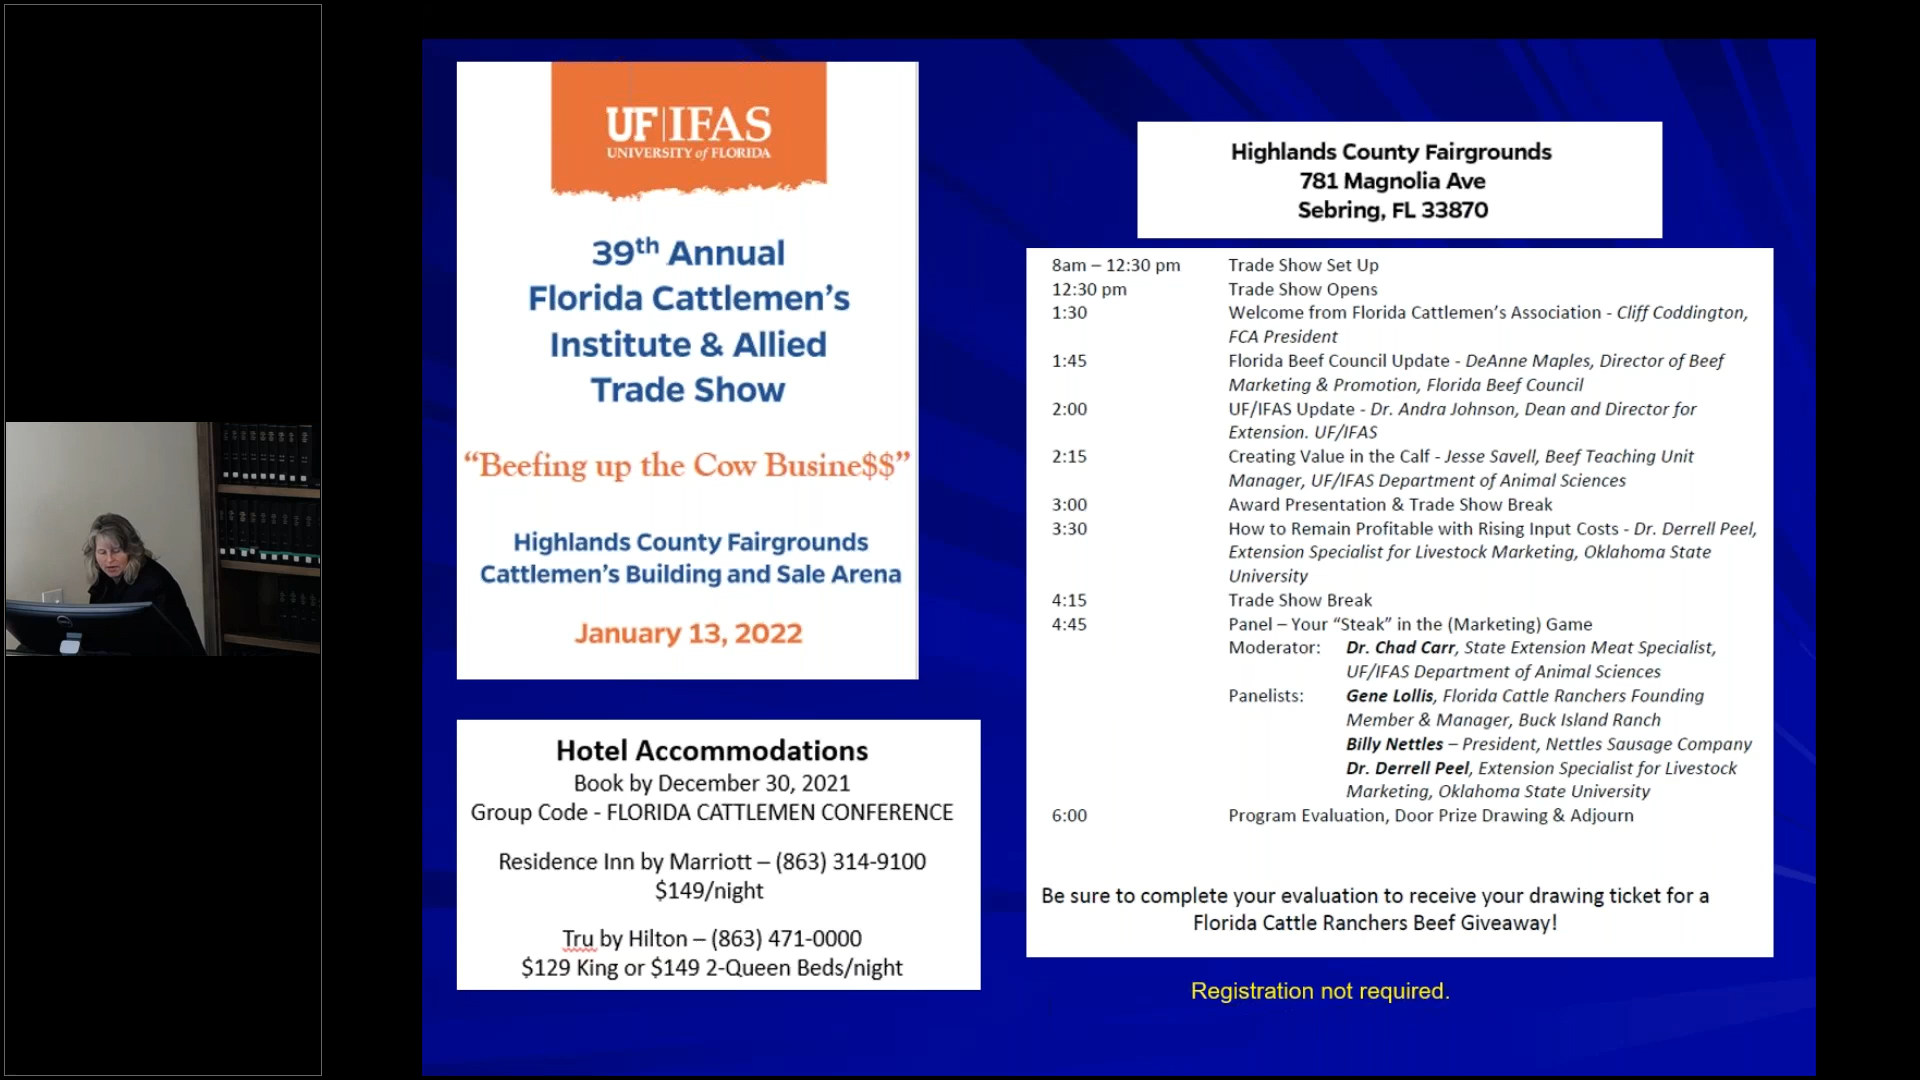 UF|IFAS
UNIVERSITY of FLORIDA
39th Annual
Florida Cattlemen's
Institute & Allied
Trade Show
“Beefing up the Cow Busine$$”
Highlands County Fairgrounds
Cattlemen's Building and Sale Arena
January 13, 2022
Hotel Accommodations
Book by December 30, 2021
Group Code - FLORIDA CATTLEMEN CONFERENCE
Residence Inn by Marriott – (863) 314-9100
$149/night
Tru by Hilton – (863) 471-0000
$129 King or $149 2-Queen Beds/night
Highlands County Fairgrounds
781 Magnolia Ave
Sebring, FL 33870
8am – 12:30 pm Trade Show Set Up
12:30 pm Trade Show Opens
1:30 Welcome from Florida Cattlemen's Association - Cliff Coddington,
FCA President
1:45 Florida Beef Council Update - DeAnne Maples, Director of Beef
Marketing & Promotion, Florida Beef Council
2:00 UF/IFAS Update - Dr. Andra Johnson, Dean and Director for
Extension. UF/IFAS
2:15 Creating Value in the Calf - Jesse Savell, Beef Teaching Unit
Manager, UF/IFAS Department of Animal Sciences
3:00 Award Presentation & Trade Show Break
3:30 How to Remain Profitable with Rising Input Costs - Dr. Derrell Peel,
Extension Specialist for Livestock Marketing, Oklahoma State
University
4:15 Trade Show Break
4:45 Panel – Your “Steak” in the (Marketing) Game
Moderator: Dr. Chad Carr, State Extension Meat Specialist,
UF/IFAS Department of Animal Sciences
Panelists: Gene Lollis, Florida Cattle Ranchers Founding
Member & Manager, Buck Island Ranch
Billy Nettles – President, Nettles Sausage Company
Dr. Derrell Peel, Extension Specialist for Livestock
Marketing, Oklahoma State University
6:00 Program Evaluation, Door Prize Drawing & Adjourn
Be sure to complete your evaluation to receive your drawing ticket for a
Florida Cattle Ranchers Beef Giveaway!
Registration not required.